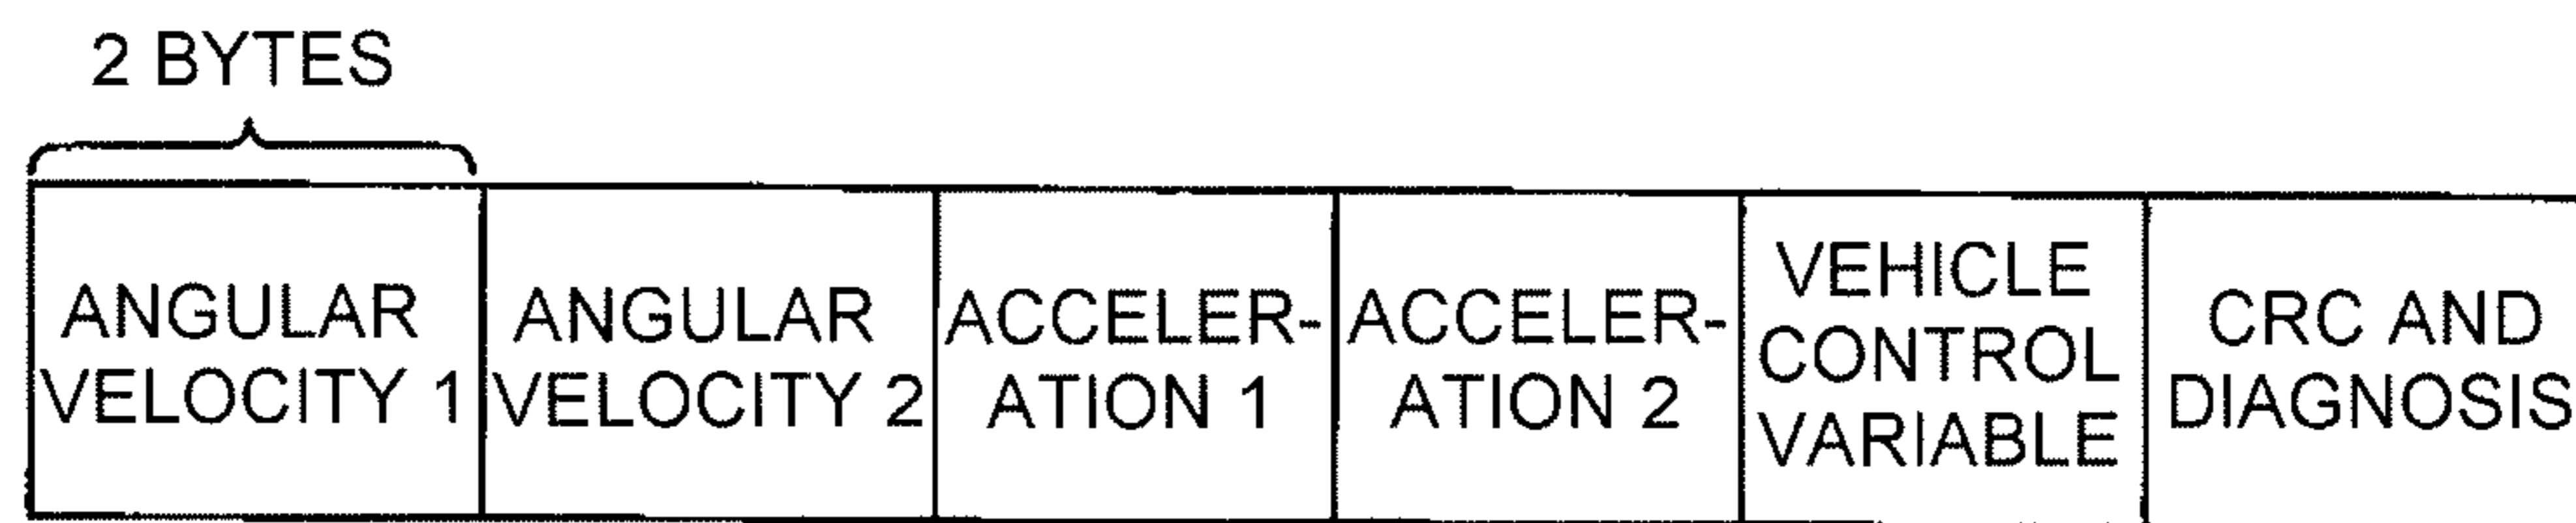 2 BYTES
ANGULAR
VELOCITY 1
ANGULAR
VELOCITY 2
ACCELER-
ATION 1
ACCELER-
ATION 2
VEHICLE
CONTROL
VARIABLE
CRC AND
DIAGNOSIS